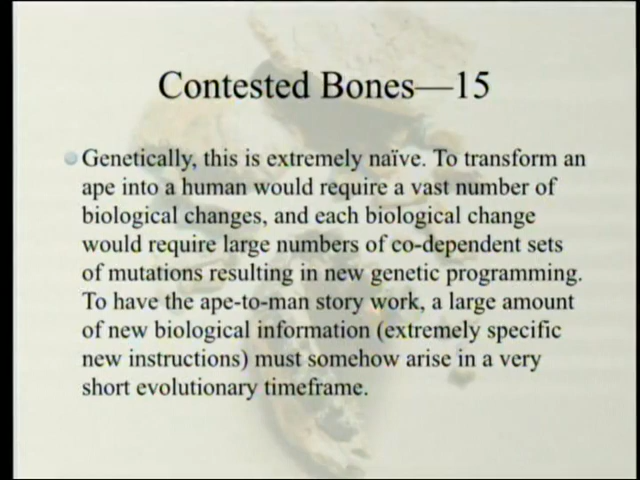 Contested Bones—15
Genetically, this is extremely naïve. To transform an
ape into a human would require a vast number of
biological changes, and each biological change
would require large numbers of co-dependent sets
of mutations resulting in new genetic programming.
To have the ape-to-man story work, a large amount
of new biological information (extremely specific
new instructions) must somehow arise in a very
short evolutionary timeframe.